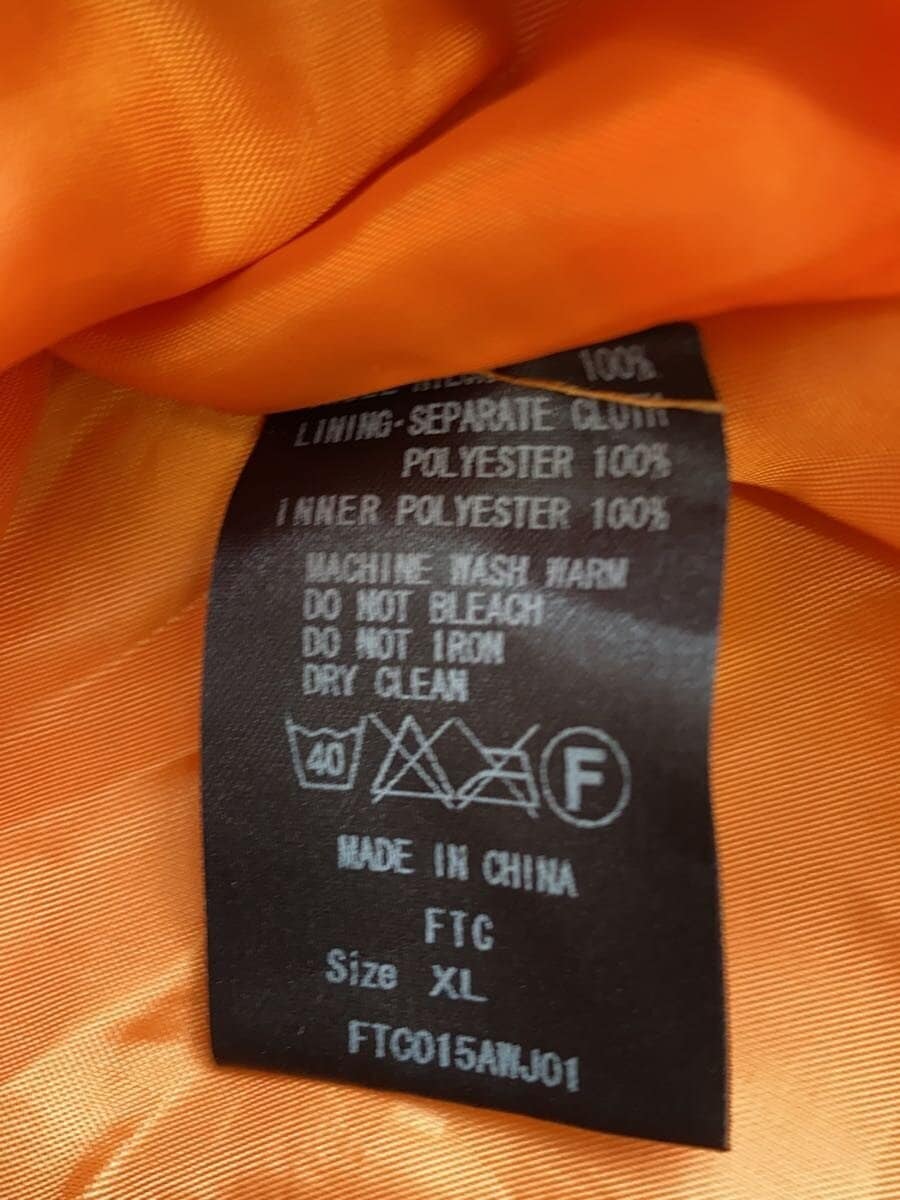 100%
LINING-SEPARATE CLOTH
POLYESTER 100%
INNER POLYESTER 100%
MACHINE WASH WARM
DO NOT BLEACH
DO NOT IRON
DRY CLEAN
40 F
MADE IN CHINA
FTC
Size XL
FTC015AWJ01